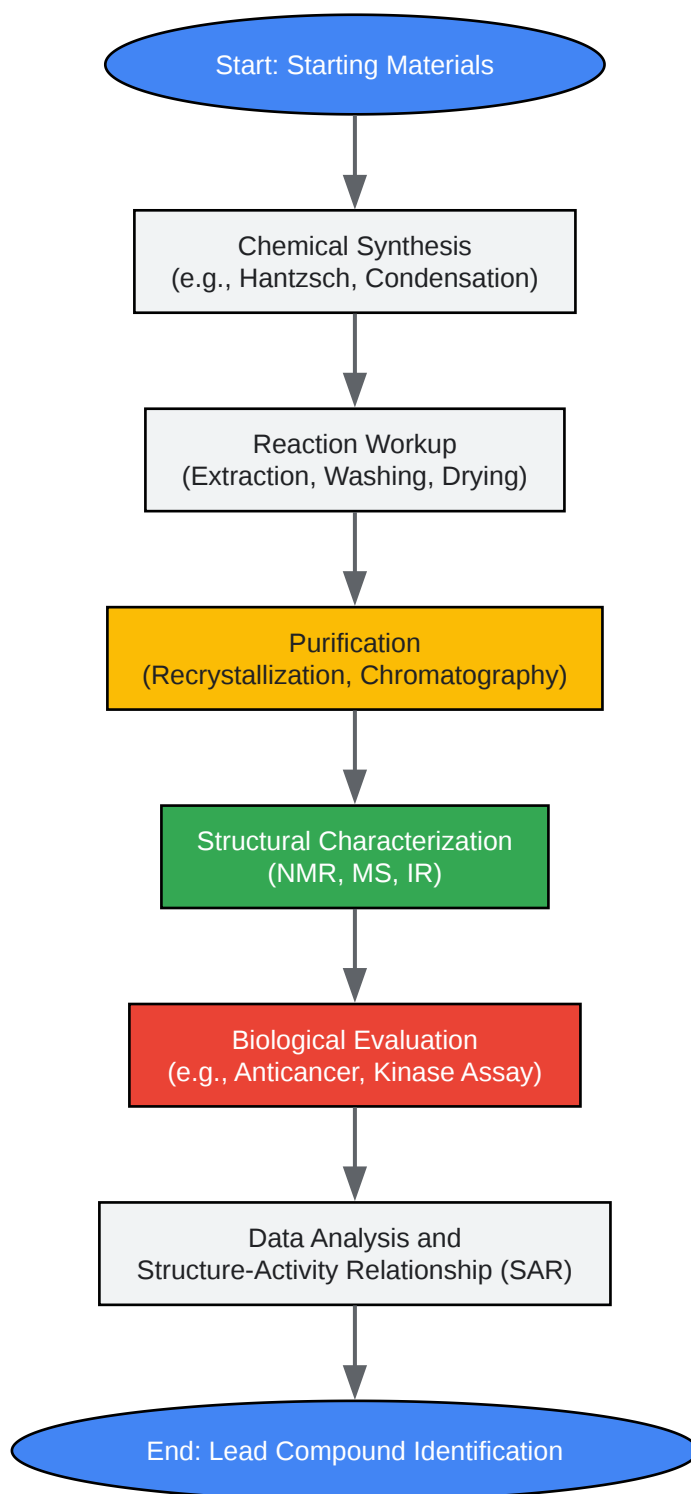 Start: Starting Materials
Chemical Synthesis
(e.g., Hantzsch, Condensation)
Reaction Workup
(Extraction, Washing, Drying)
Purification
(Recrystallization, Chromatography)
Structural Characterization
(NMR, MS, IR)
Biological Evaluation
(e.g., Anticancer, Kinase Assay)
Data Analysis and
Structure-Activity Relationship (SAR)
End: Lead Compound Identification